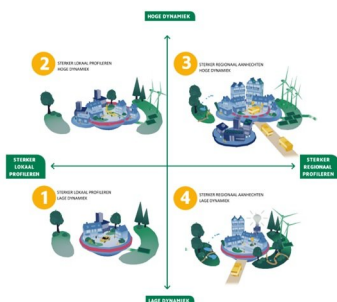 HOGE DYNAMIEK
2
STERKER LOKAAL PROFILEREN
HOGE DYNAMIEK
3
STERKER REGIONAAL AANHECHTEN
HOGE DYNAMIEK
STERKER
LOKAAL
PROFILEREN
STERKER
REGIONAAL
PROFILEREN
1
STERKER LOKAAL PROFILEREN
LAGE DYNAMIEK
4
STERKER REGIONAAL AANHECHTEN
LAGE DYNAMIEK
LAGE DYNAMIEK